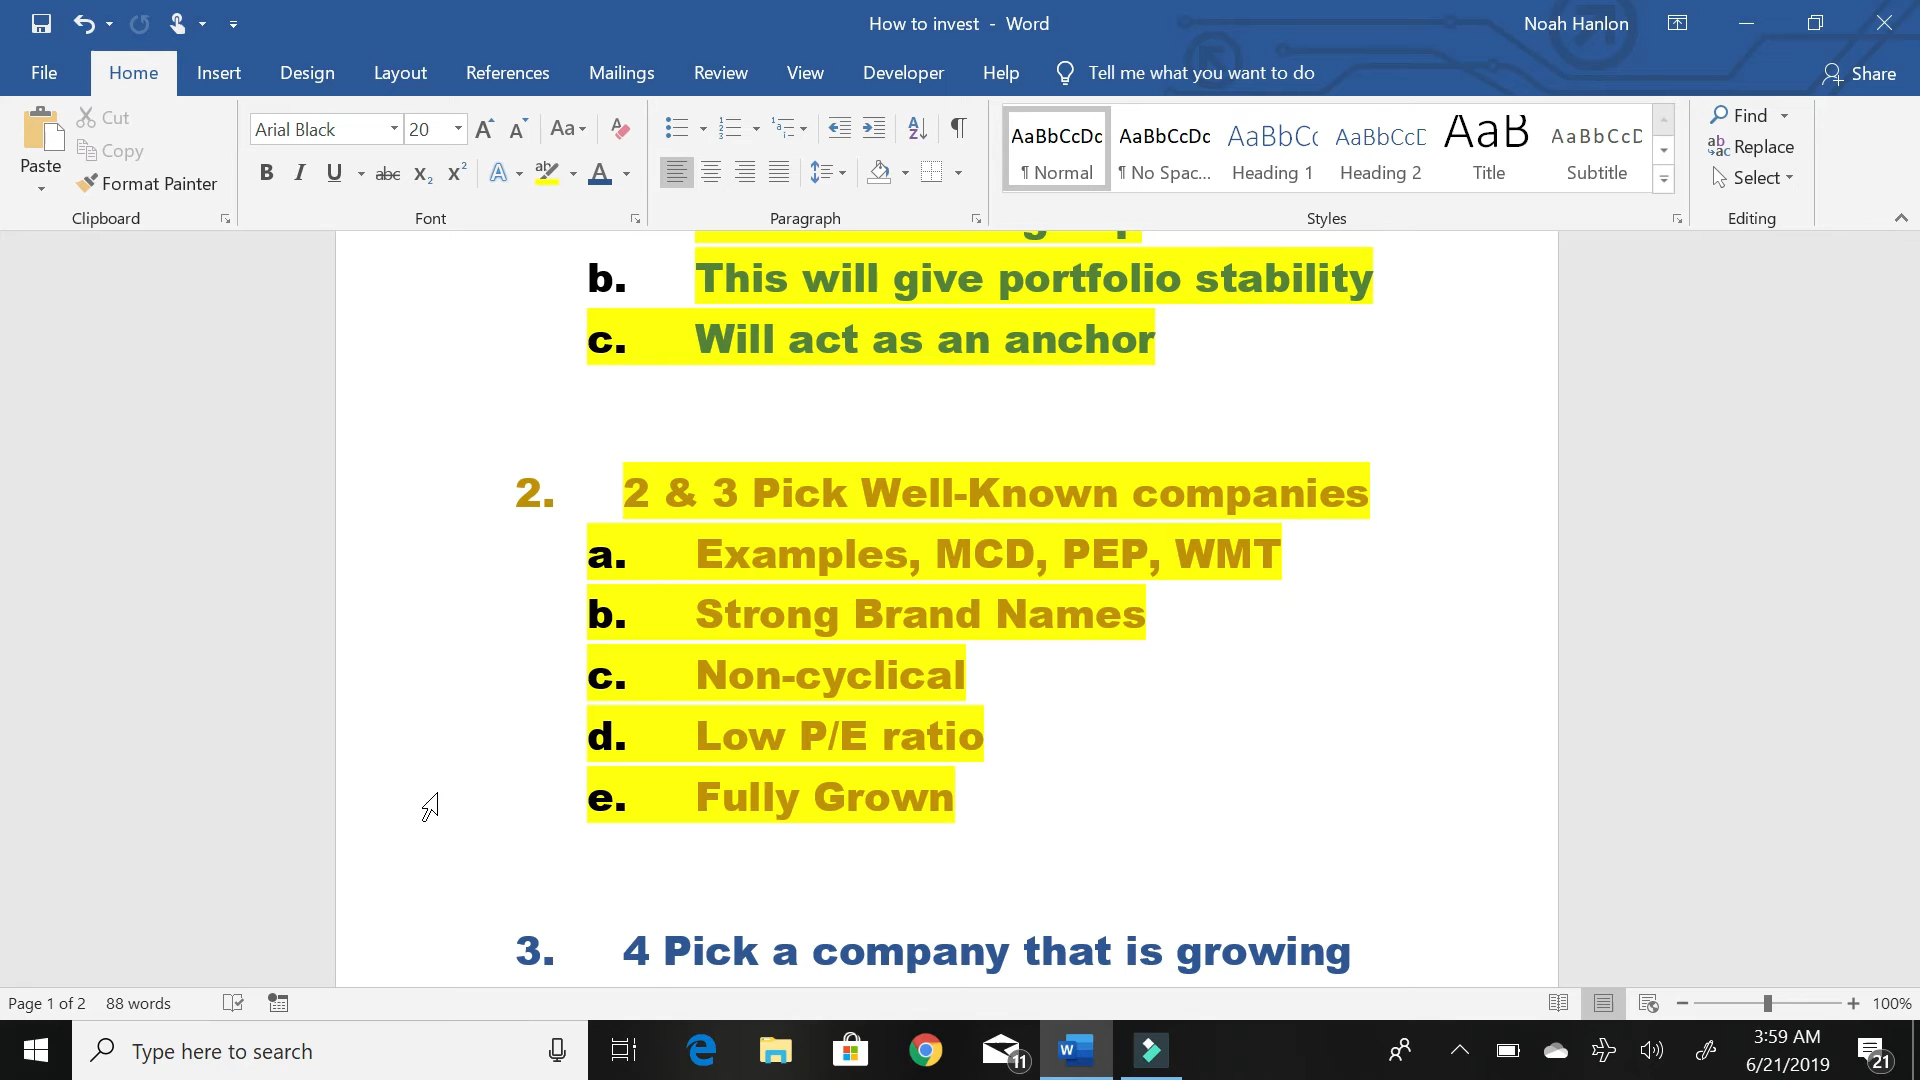 How to invest - Word
Noah Hanlon
File Home Insert Design Layout References Mailings Review View Developer Help Tell me what you want to do Share
Paste
Cut
Copy
Format Painter
Clipboard
Arial Black 20
Font
Paragraph
AaBbCcDc AaBbCcDc AaBbCc AaBbCcD AaB AaBbCcD
¶ Normal ¶ No Spac... Heading 1 Heading 2 Title Subtitle
Styles
Find
Replace
Select
Editing
b. This will give portfolio stability
c. Will act as an anchor
2. 2 & 3 Pick Well-Known companies
a. Examples, MCD, PEP, WMT
b. Strong Brand Names
c. Non-cyclical
d. Low P/E ratio
e. Fully Grown
3. 4 Pick a company that is growing
Page 1 of 2 88 words
100%
Type here to search
11
3:59 AM
6/21/2019
21